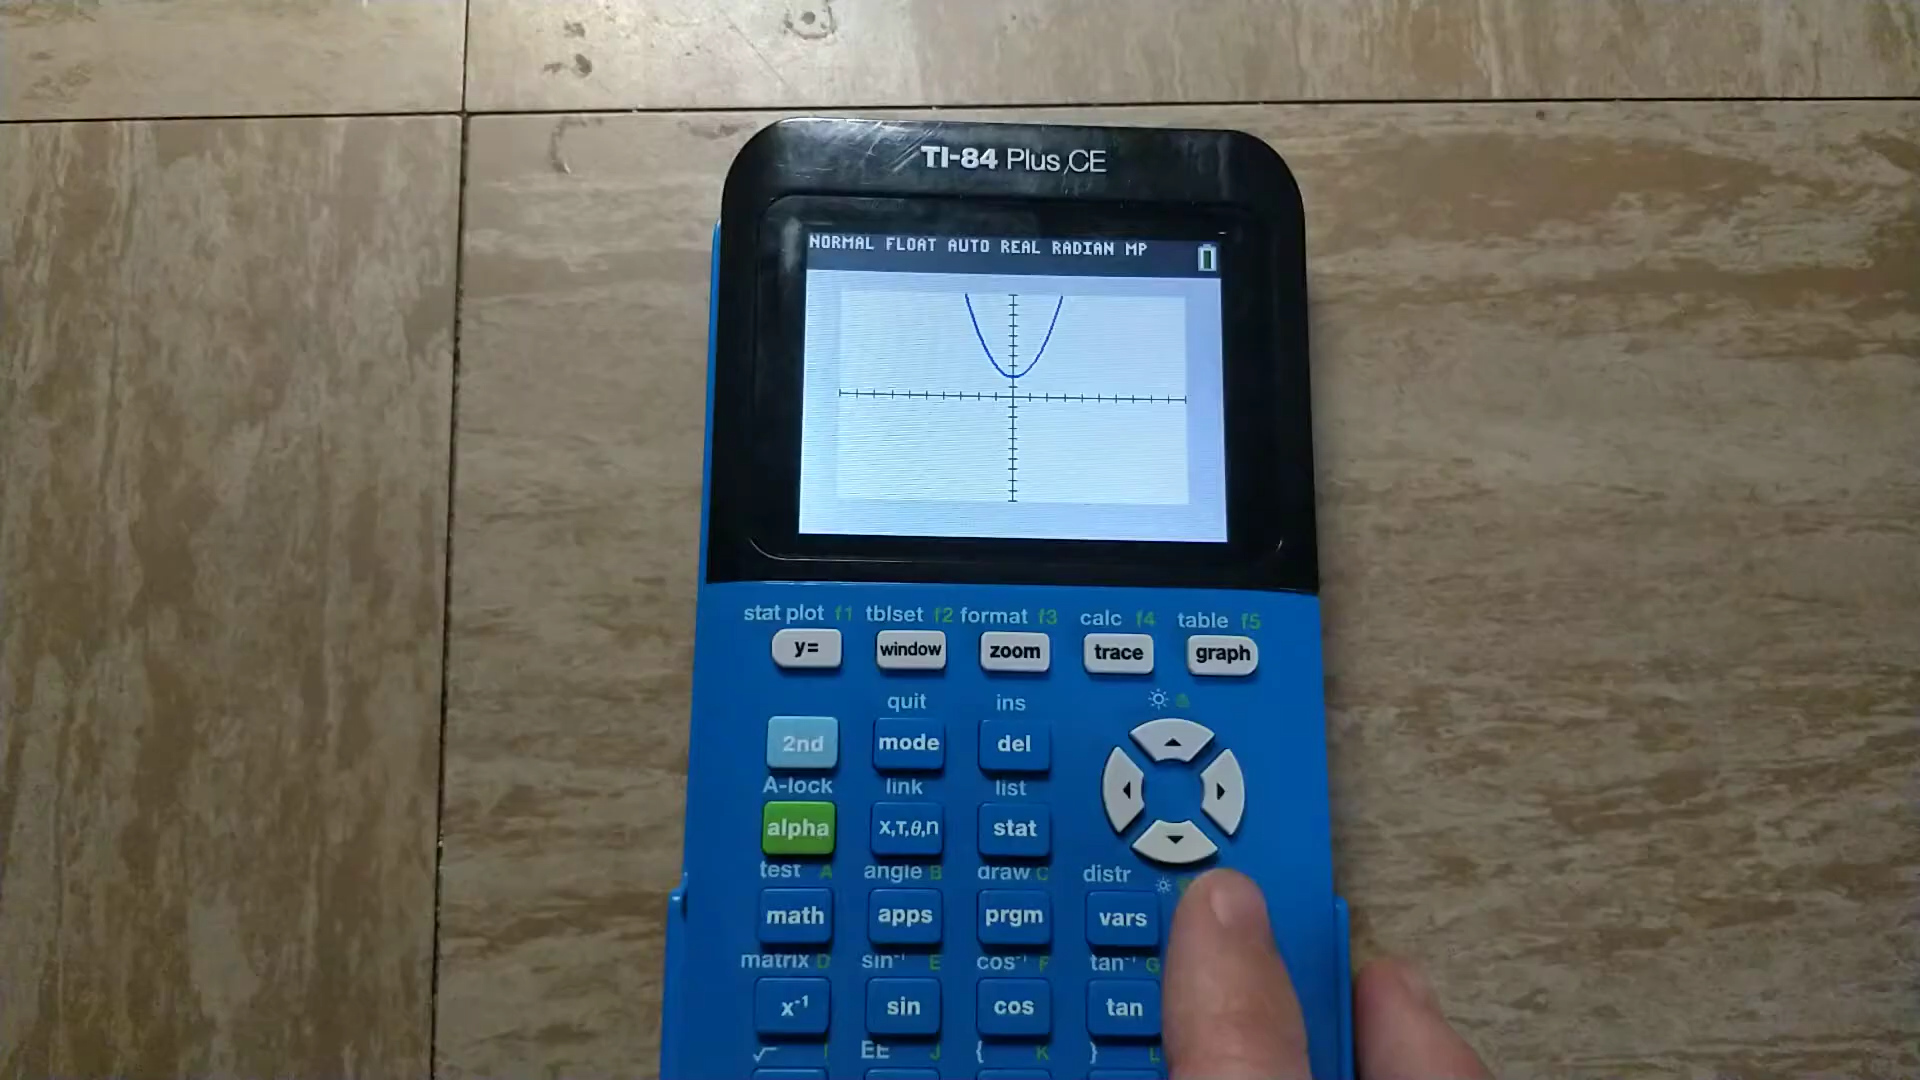 TI-84 Plus CE
NORMAL FLOAT AUTO REAL RADIAN MP
stat plot f1 tblset f2 format f3 calc f4 table f5
y= window zoom trace graph
quit ins
2nd mode del
A-lock link list
alpha X,T,θ,n stat
test A angle B draw C distr
math apps prgm vars
matrix D sin⁻¹ E cos⁻¹ F tan⁻¹ G
x⁻¹ sin cos tan
√ I EE J { K } L